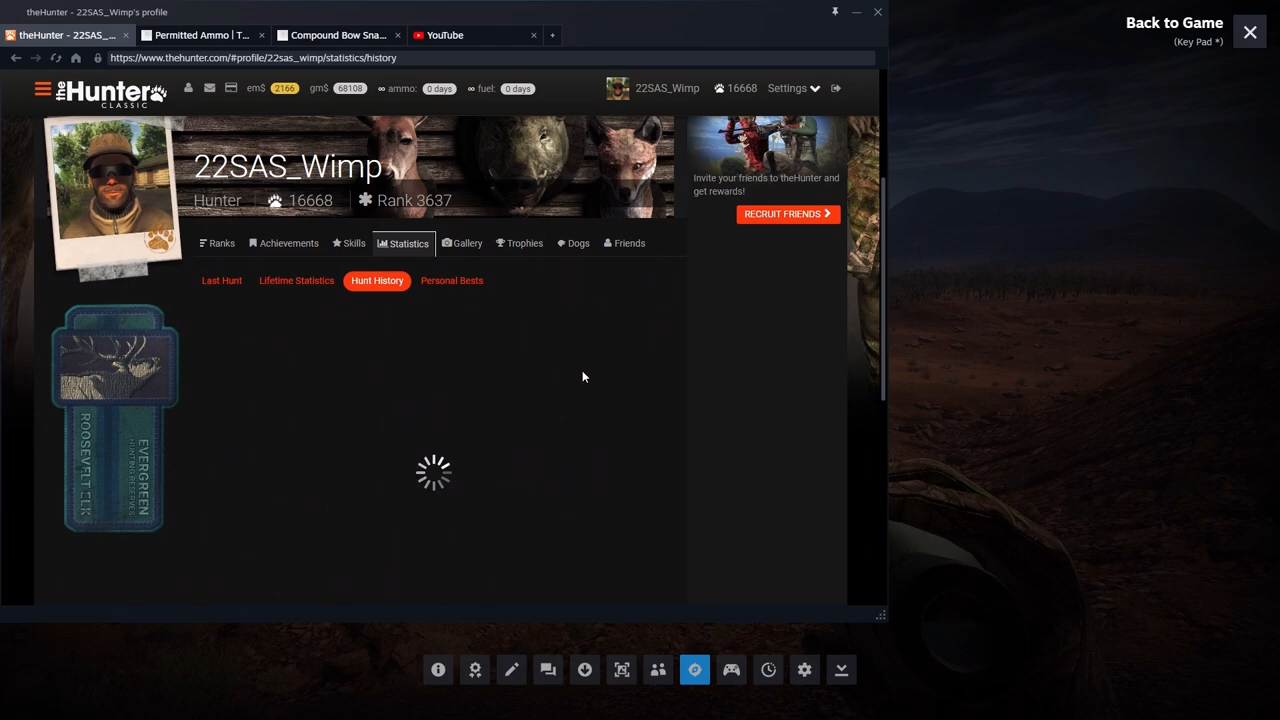 theHunter - 22SAS_Wimp's profile
theHunter - 22SAS_...
Permitted Ammo | T...
Compound Bow Sna...
YouTube
https://www.thehunter.com/#profile/22sas_wimp/statistics/history
Back to Game
(Key Pad *)
theHunter
CLASSIC
em$ 2166 gm$ 68108 ∞ ammo: 0 days ∞ fuel: 0 days
22SAS_Wimp 16668 Settings
22SAS_Wimp
Hunter 16668 Rank 3637
Invite your friends to theHunter and
get rewards!
RECRUIT FRIENDS
Ranks Achievements Skills Statistics Gallery Trophies Dogs Friends
Last Hunt Lifetime Statistics Hunt History Personal Bests
ROOSEVELT ELK
EVERGREEN
HUNTING RESERVES